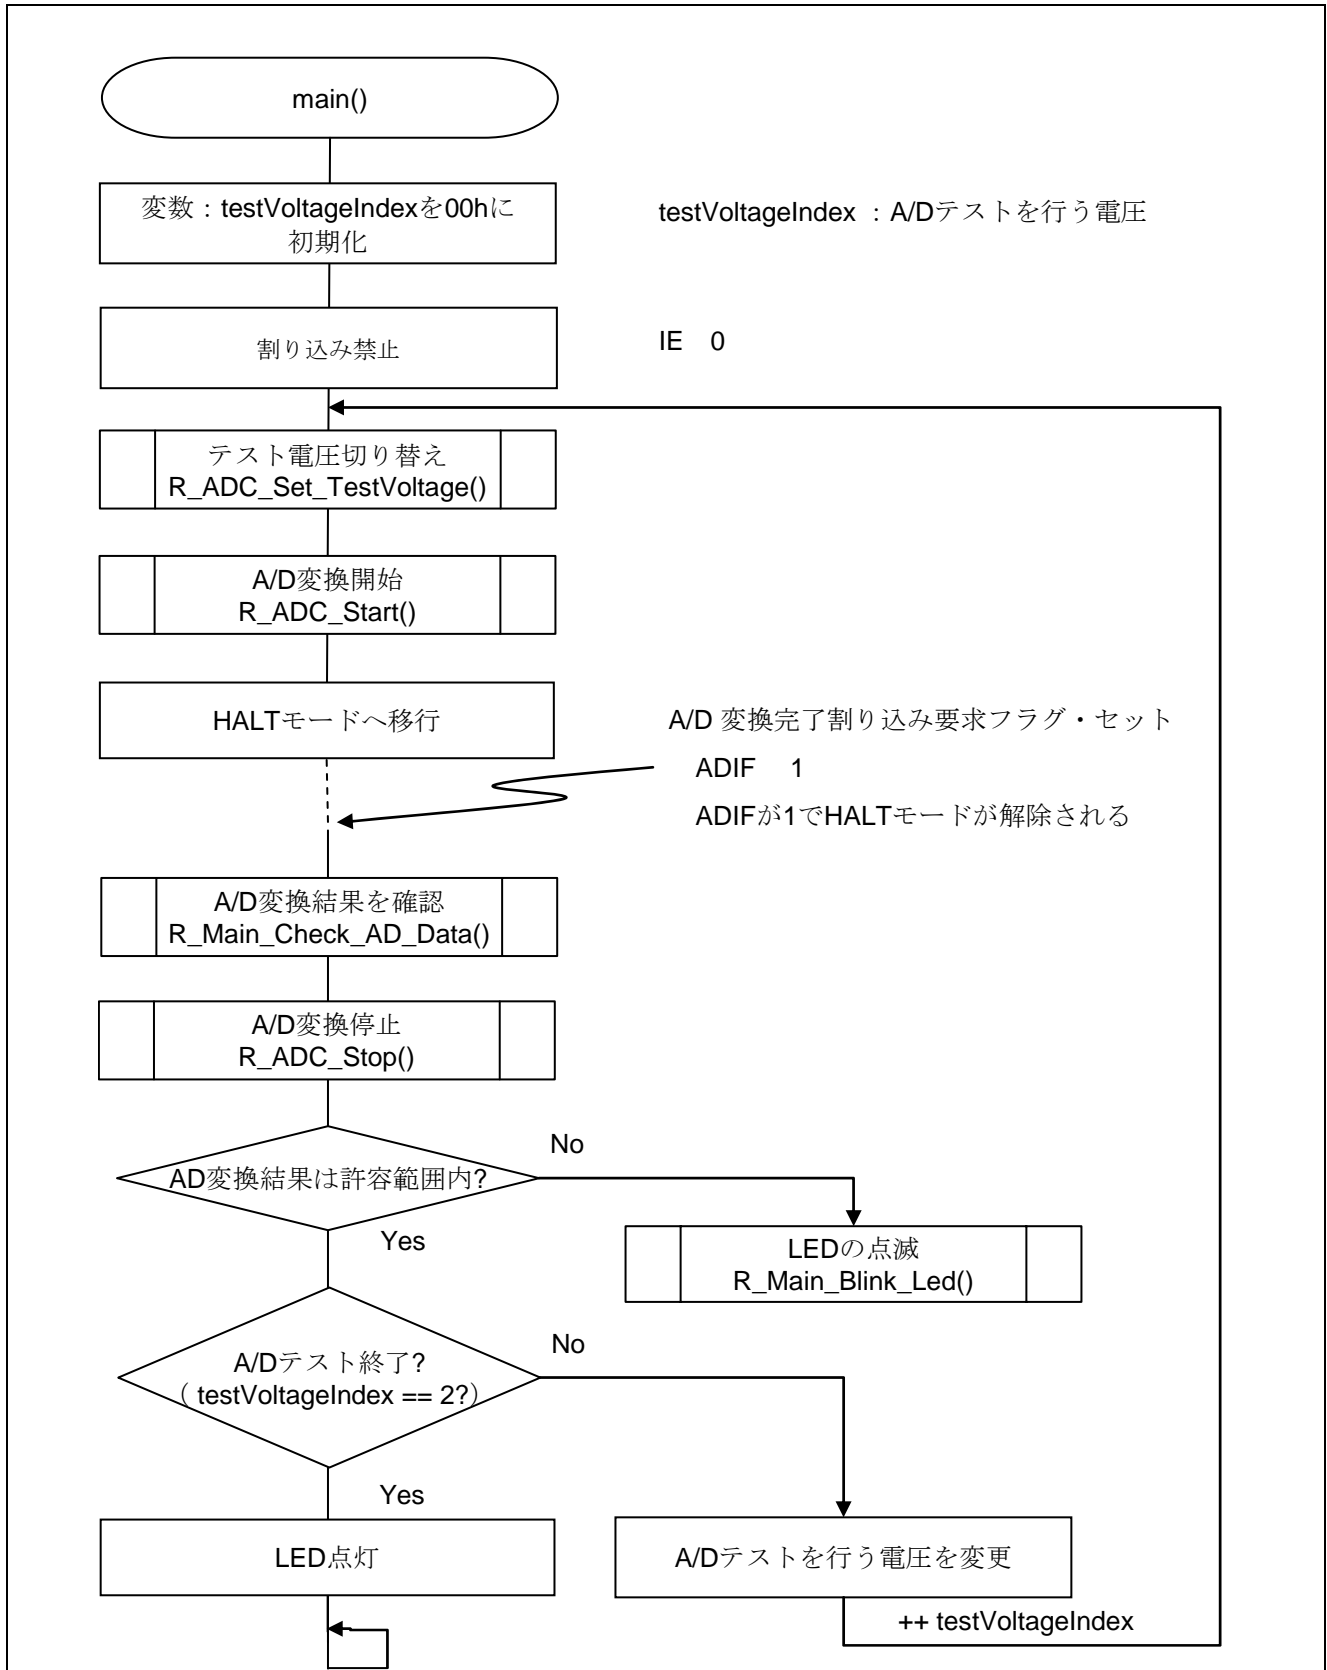 main()
変数：testVoltageIndexを00hに
初期化
testVoltageIndex ：A/Dテストを行う電圧
割り込み禁止
IE 0
テスト電圧切り替え
R_ADC_Set_TestVoltage()
A/D変換開始
R_ADC_Start()
HALTモードへ移行
A/D 変換完了割り込み要求フラグ・セット
ADIF 1
ADIFが1でHALTモードが解除される
A/D変換結果を確認
R_Main_Check_AD_Data()
A/D変換停止
R_ADC_Stop()
AD変換結果は許容範囲内?
No
Yes
LEDの点滅
R_Main_Blink_Led()
A/Dテスト終了?
（ testVoltageIndex == 2?）
No
Yes
LED点灯
A/Dテストを行う電圧を変更
++ testVoltageIndex